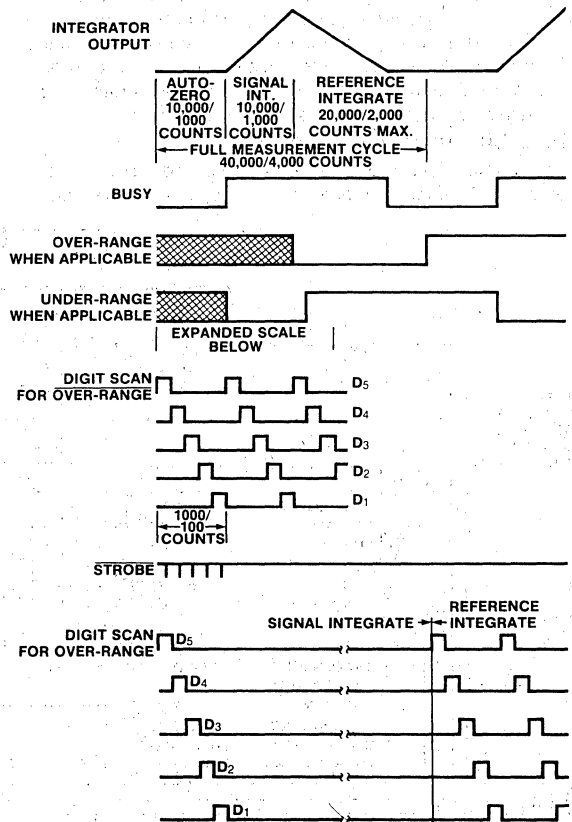 INTEGRATOR
OUTPUT
AUTO-
ZERO
10,000/
1000
COUNTS
SIGNAL
INT.
10,000/
1,000
COUNTS
REFERENCE
INTEGRATE
20,000/2,000
COUNTS MAX.
FULL MEASUREMENT CYCLE
40,000/4,000 COUNTS
BUSY
OVER-RANGE
WHEN APPLICABLE
UNDER-RANGE
WHEN APPLICABLE
EXPANDED SCALE
BELOW
DIGIT SCAN
FOR OVER-RANGE
D5
D4
D3
D2
D1
1000/
100
COUNTS
STROBE
SIGNAL INTEGRATE
REFERENCE
INTEGRATE
DIGIT SCAN
FOR OVER-RANGE
D5
D4
D3
D2
D1